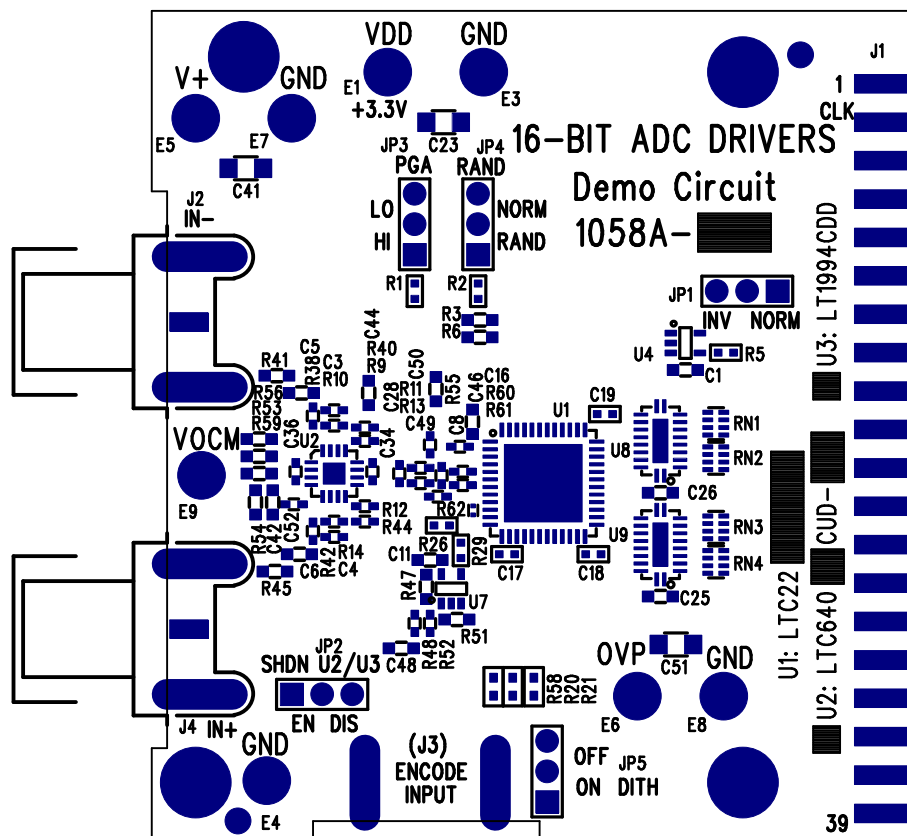 VDD
GND
V+
GND
E1
+3.3V
E3
E5
E7
C23
C41
J1
1
CLK
16-BIT ADC DRIVERS
Demo Circuit
1058A-
JP3
PGA
LO
HI
JP4
RAND
NORM
RAND
J2
IN-
R1
R2
R3
R6
JP1
INV
NORM
U4
R5
C1
U3: LT1994CDD
C44
R40
R9
C50
C5
R38
C3
R10
R41
R56
R53
R59
C36
C28
R11
R13
R55
C46
C16
R60
R61
C49
C8
C34
U2
U1
C19
U8
RN1
RN2
VOCM
E9
C26
R54
C42
C52
R12
R44
R62
R14
R42
C4
C6
R45
C11
R26
R29
C17
C18
U9
RN3
RN4
C25
R47
U7
R51
R48
R52
C48
U1: LTC22
U2: LTC640
CUD-
JP2
SHDN U2/U3
EN
DIS
R58
R20
R21
OVP
GND
C51
E6
E8
J4
IN+
GND
E4
(J3)
ENCODE
INPUT
OFF
JP5
ON
DITH
39